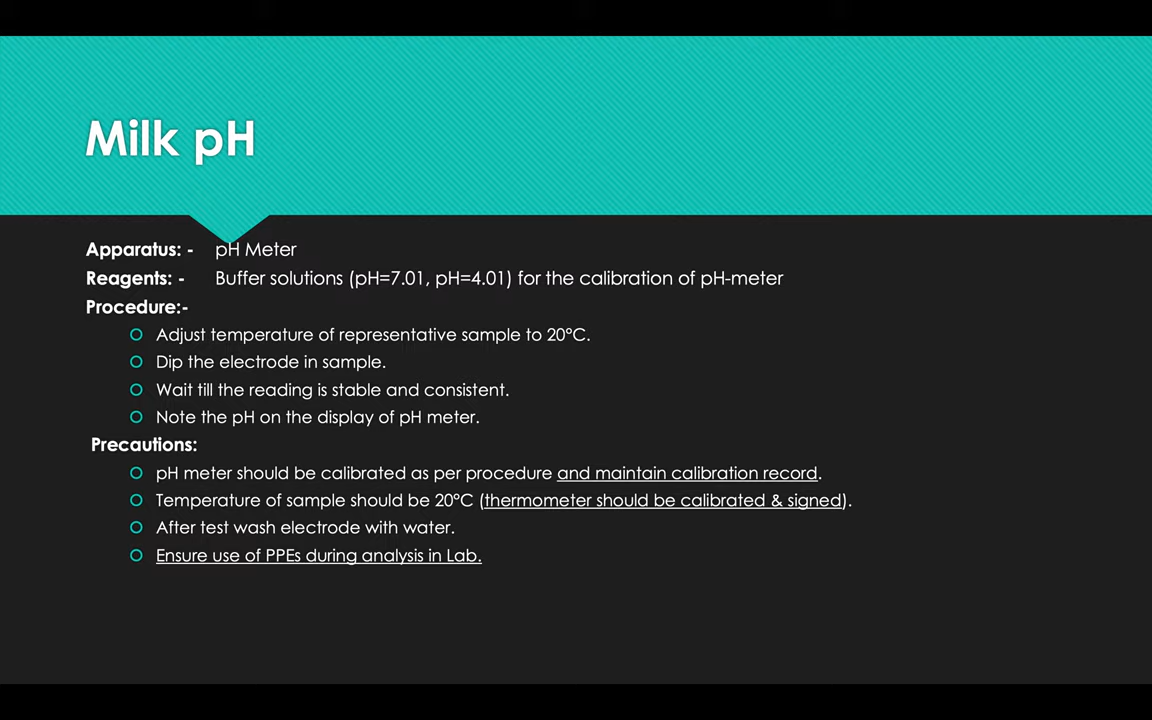 Milk pH
Apparatus: - pH Meter
Reagents: - Buffer solutions (pH=7.01, pH=4.01) for the calibration of pH-meter
Procedure:-
Adjust temperature of representative sample to 20°C.
Dip the electrode in sample.
Wait till the reading is stable and consistent.
Note the pH on the display of pH meter.
Precautions:
pH meter should be calibrated as per procedure and maintain calibration record.
Temperature of sample should be 20°C (thermometer should be calibrated & signed).
After test wash electrode with water.
Ensure use of PPEs during analysis in Lab.